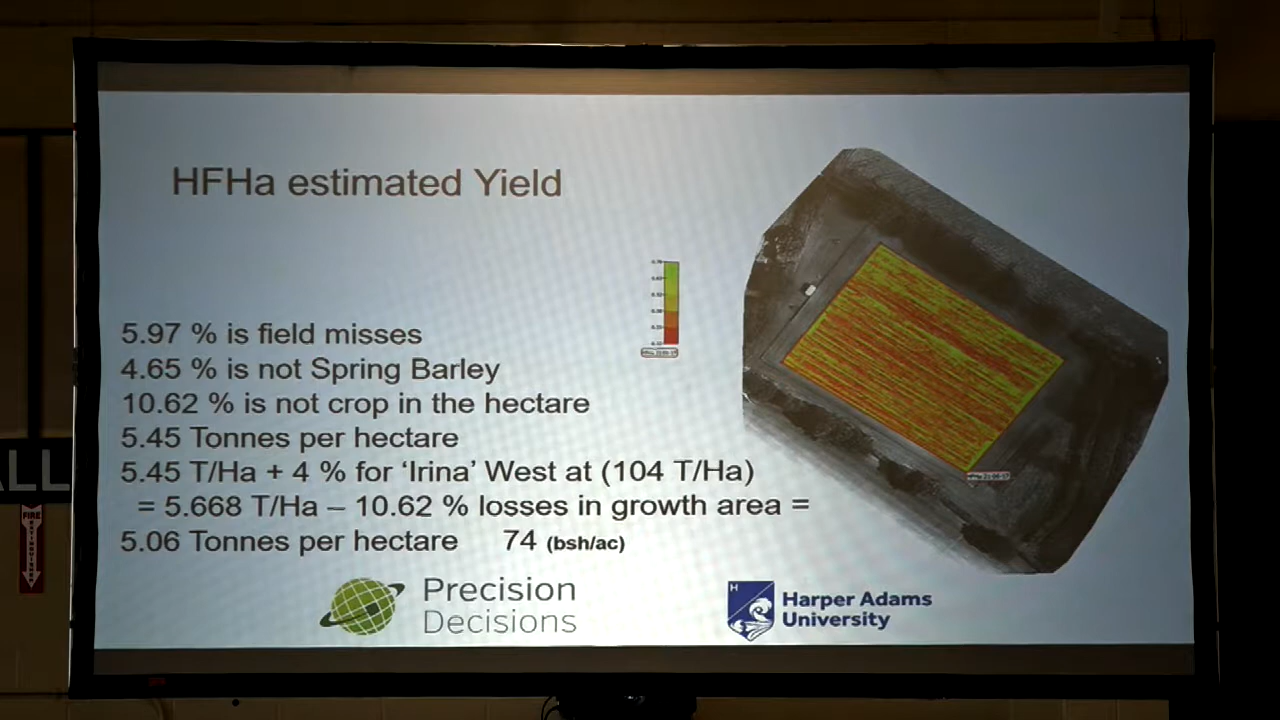 HFHa estimated Yield
5.97 % is field misses
4.65 % is not Spring Barley
10.62 % is not crop in the hectare
5.45 Tonnes per hectare
5.45 T/Ha + 4 % for ‘Irina’ West at (104 T/Ha)
= 5.668 T/Ha – 10.62 % losses in growth area =
5.06 Tonnes per hectare 74 (bsh/ac)
Precision
Decisions
H
Harper Adams
University
ALL
FIRE
EXTINGUISHER